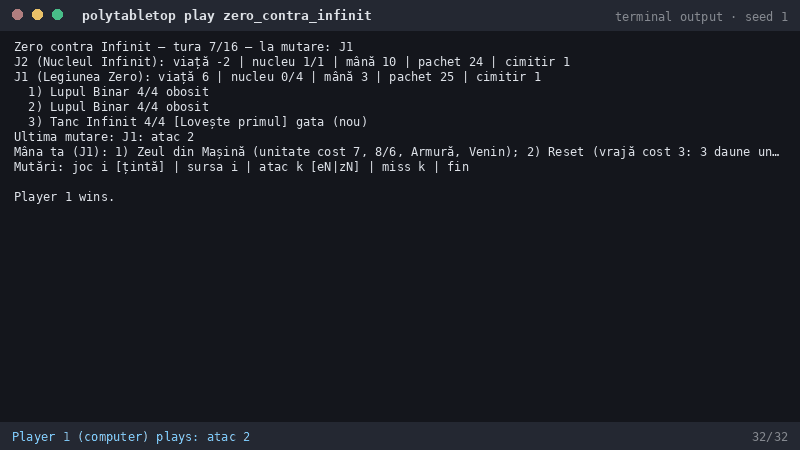 polytabletop play zero_contra_infinit
terminal output · seed 1
Zero contra Infinit — tura 7/16 — la mutare: J1
J2 (Nucleul Infinit): viață -2 | nucleu 1/1 | mână 10 | pachet 24 | cimitir 1
J1 (Legiunea Zero): viață 6 | nucleu 0/4 | mână 3 | pachet 25 | cimitir 1
1) Lupul Binar 4/4 obosit
2) Lupul Binar 4/4 obosit
3) Tanc Infinit 4/4 [Lovește primul] gata (nou)
Ultima mutare: J1: atac 2
Mâna ta (J1): 1) Zeul din Mașină (unitate cost 7, 8/6, Armură, Venin); 2) Reset (vrajă cost 3: 3 daune un…
Mutări: joc i [țintă] | sursa i | atac k [eN|zN] | miss k | fin
Player 1 wins.
Player 1 (computer) plays: atac 2
32/32